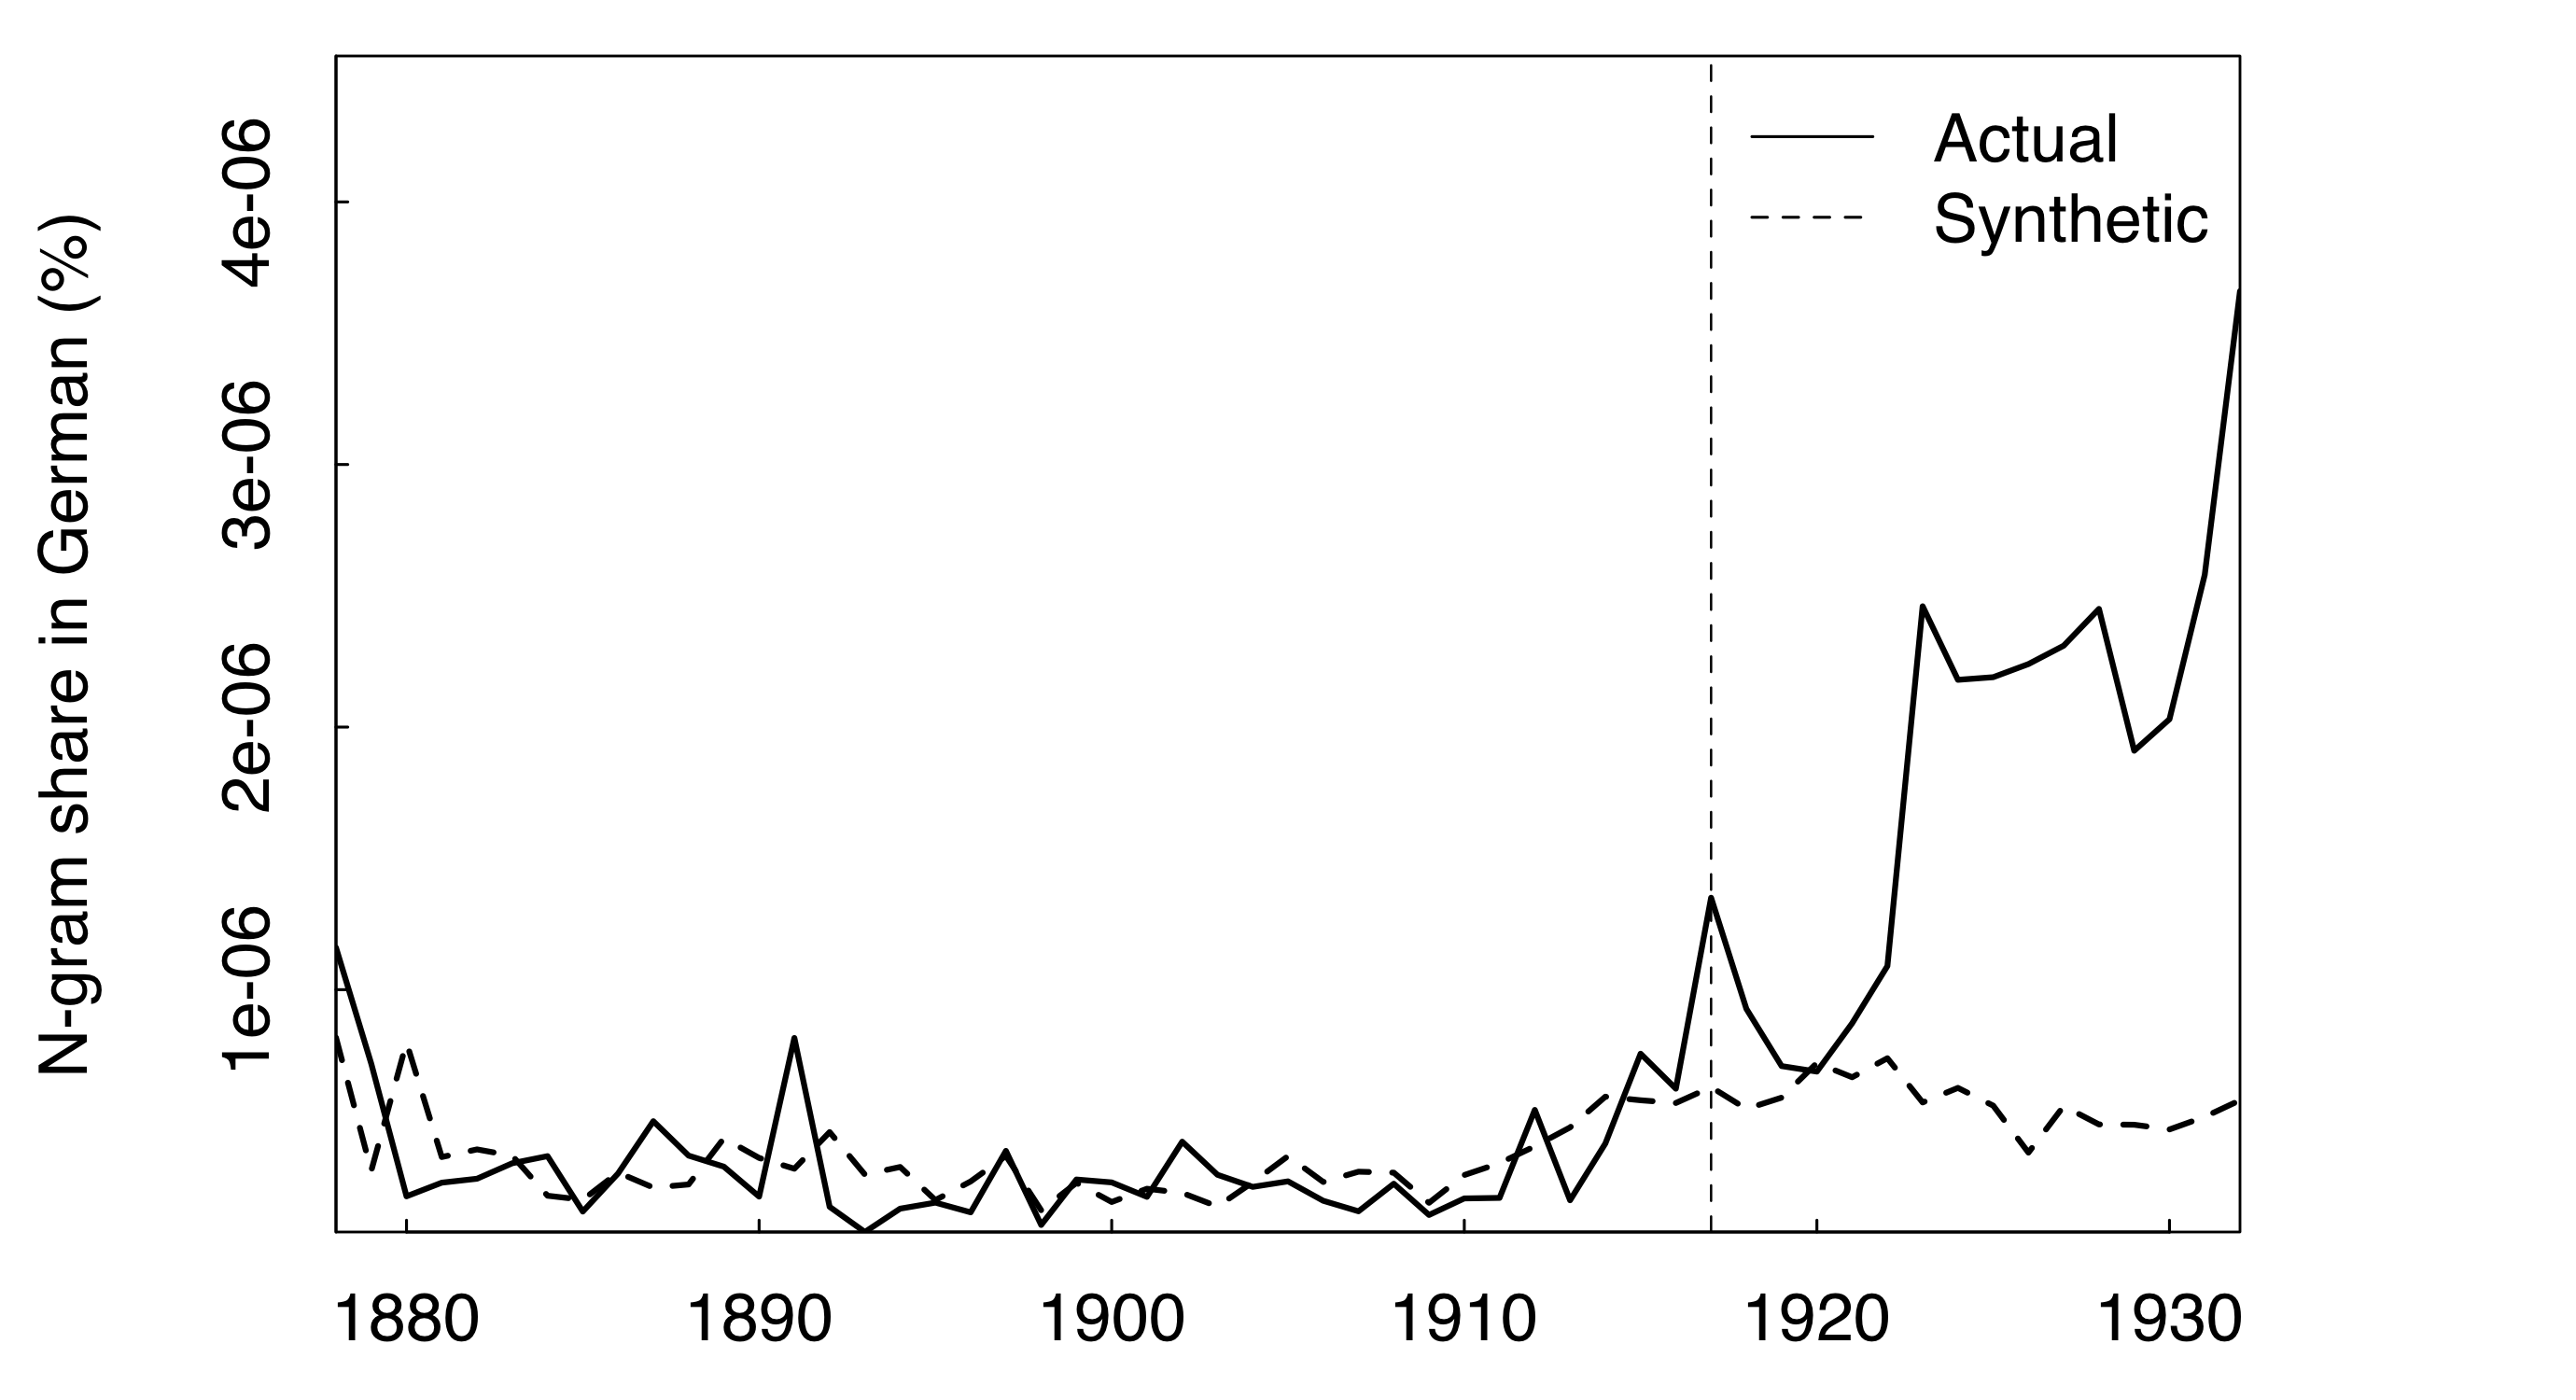 N-gram share in German (%)
4e-06
3e-06
2e-06
1e-06
Actual
Synthetic
1880 1890 1900 1910 1920 1930